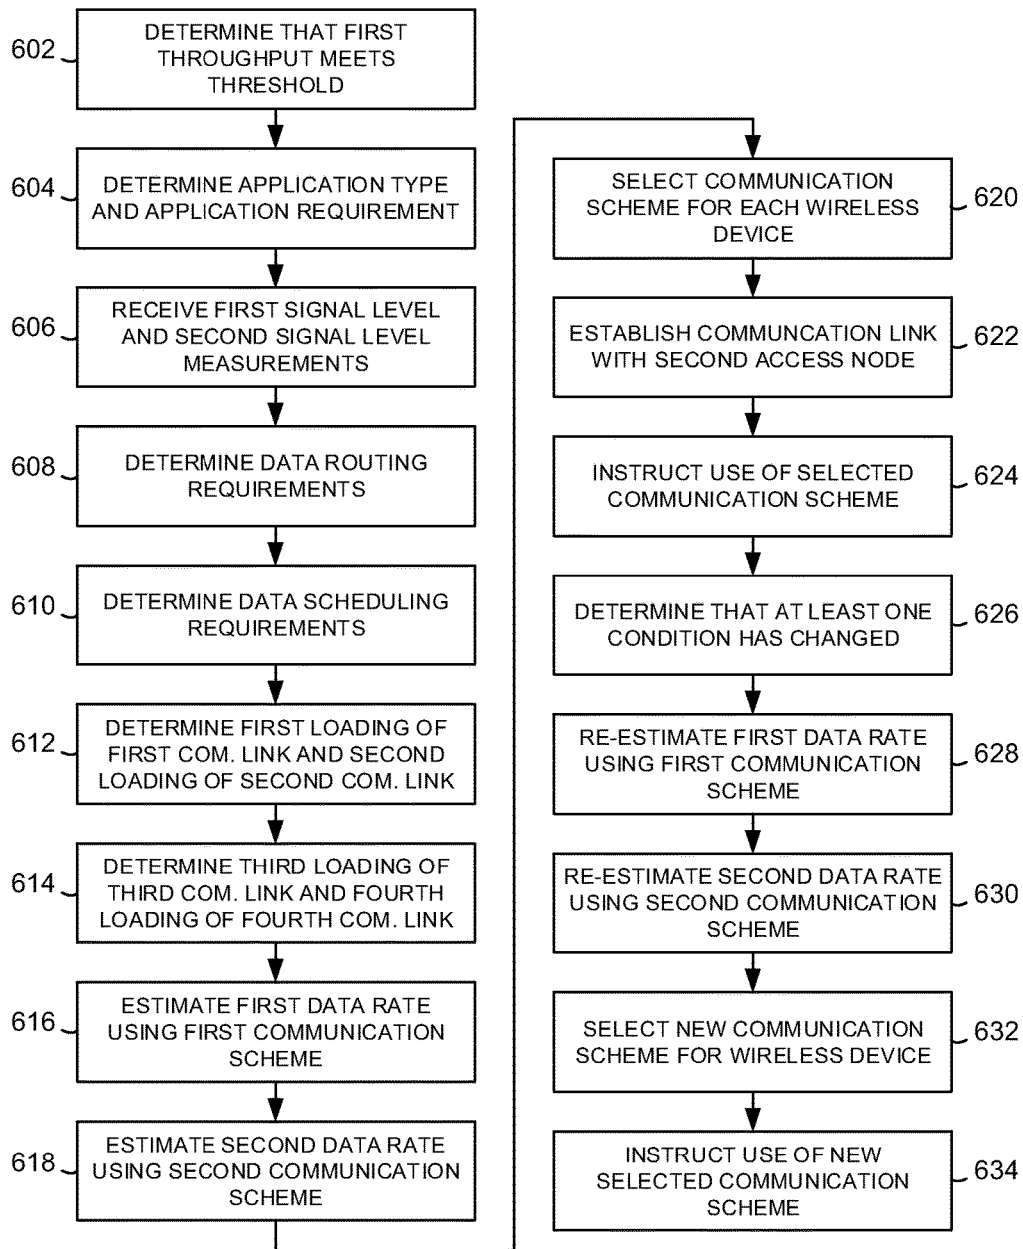 602
DETERMINE THAT FIRST
THROUGHPUT MEETS
THRESHOLD
604
DETERMINE APPLICATION TYPE
AND APPLICATION REQUIREMENT
606
RECEIVE FIRST SIGNAL LEVEL
AND SECOND SIGNAL LEVEL
MEASUREMENTS
608
DETERMINE DATA ROUTING
REQUIREMENTS
610
DETERMINE DATA SCHEDULING
REQUIREMENTS
612
DETERMINE FIRST LOADING OF
FIRST COM. LINK AND SECOND
LOADING OF SECOND COM. LINK
614
DETERMINE THIRD LOADING OF
THIRD COM. LINK AND FOURTH
LOADING OF FOURTH COM. LINK
616
ESTIMATE FIRST DATA RATE
USING FIRST COMMUNICATION
SCHEME
618
ESTIMATE SECOND DATA RATE
USING SECOND COMMUNICATION
SCHEME
SELECT COMMUNICATION
SCHEME FOR EACH WIRELESS
DEVICE
620
ESTABLISH COMMUNCATION LINK
WITH SECOND ACCESS NODE
622
INSTRUCT USE OF SELECTED
COMMUNICATION SCHEME
624
DETERMINE THAT AT LEAST ONE
CONDITION HAS CHANGED
626
RE-ESTIMATE FIRST DATA RATE
USING FIRST COMMUNICATION
SCHEME
628
RE-ESTIMATE SECOND DATA RATE
USING SECOND COMMUNICATION
SCHEME
630
SELECT NEW COMMUNICATION
SCHEME FOR WIRELESS DEVICE
632
INSTRUCT USE OF NEW
SELECTED COMMUNICATION
SCHEME
634